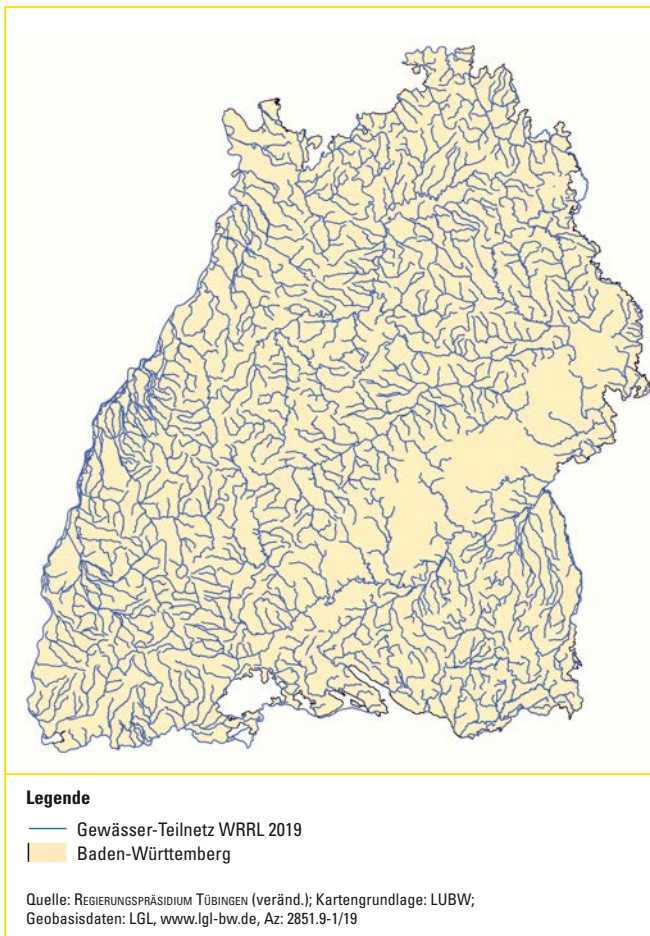 Legende
Gewässer-Teilnetz WRRL 2019
Baden-Württemberg
Quelle: REGIERUNGSPRÄSIDIUM TÜBINGEN (veränd.); Kartengrundlage: LUBW;
Geobasisdaten: LGL, www.lgl-bw.de, Az: 2851.9-1/19